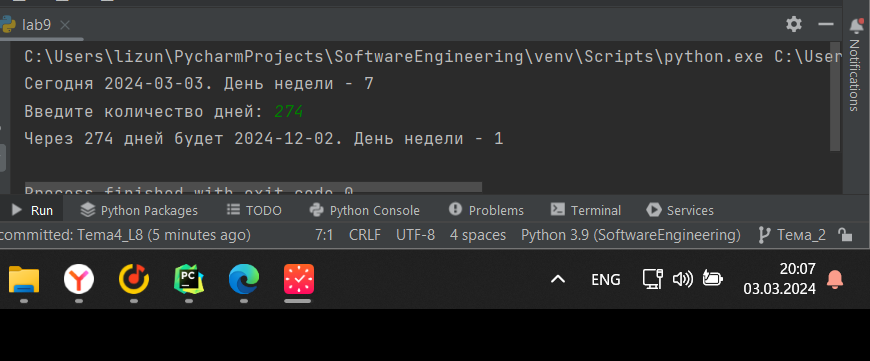 lab9
C:\Users\lizun\PycharmProjects\SoftwareEngineering\venv\Scripts\python.exe C:\User
Сегодня 2024-03-03. День недели - 7
Введите количество дней: 274
Через 274 дней будет 2024-12-02. День недели - 1
Process finished with exit code 0
Notifications
Run Python Packages TODO Python Console Problems Terminal Services
committed: Tema4_L8 (5 minutes ago) 7:1 CRLF UTF-8 4 spaces Python 3.9 (SoftwareEngineering) Тема_2
PC
ENG
20:07
03.03.2024